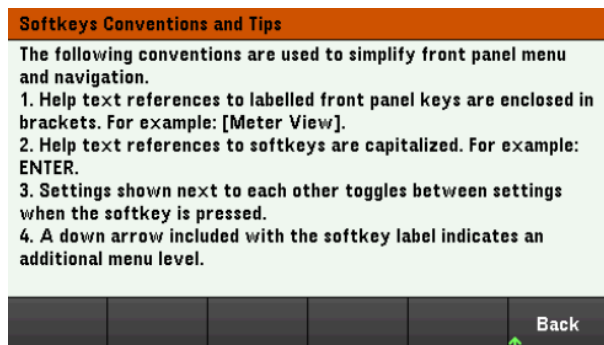 Softkeys Conventions and Tips
The following conventions are used to simplify front panel menu
and navigation.
1. Help text references to labelled front panel keys are enclosed in
brackets. For example: [Meter View].
2. Help text references to softkeys are capitalized. For example:
ENTER.
3. Settings shown next to each other toggles between settings
when the softkey is pressed.
4. A down arrow included with the softkey label indicates an
additional menu level.
Back